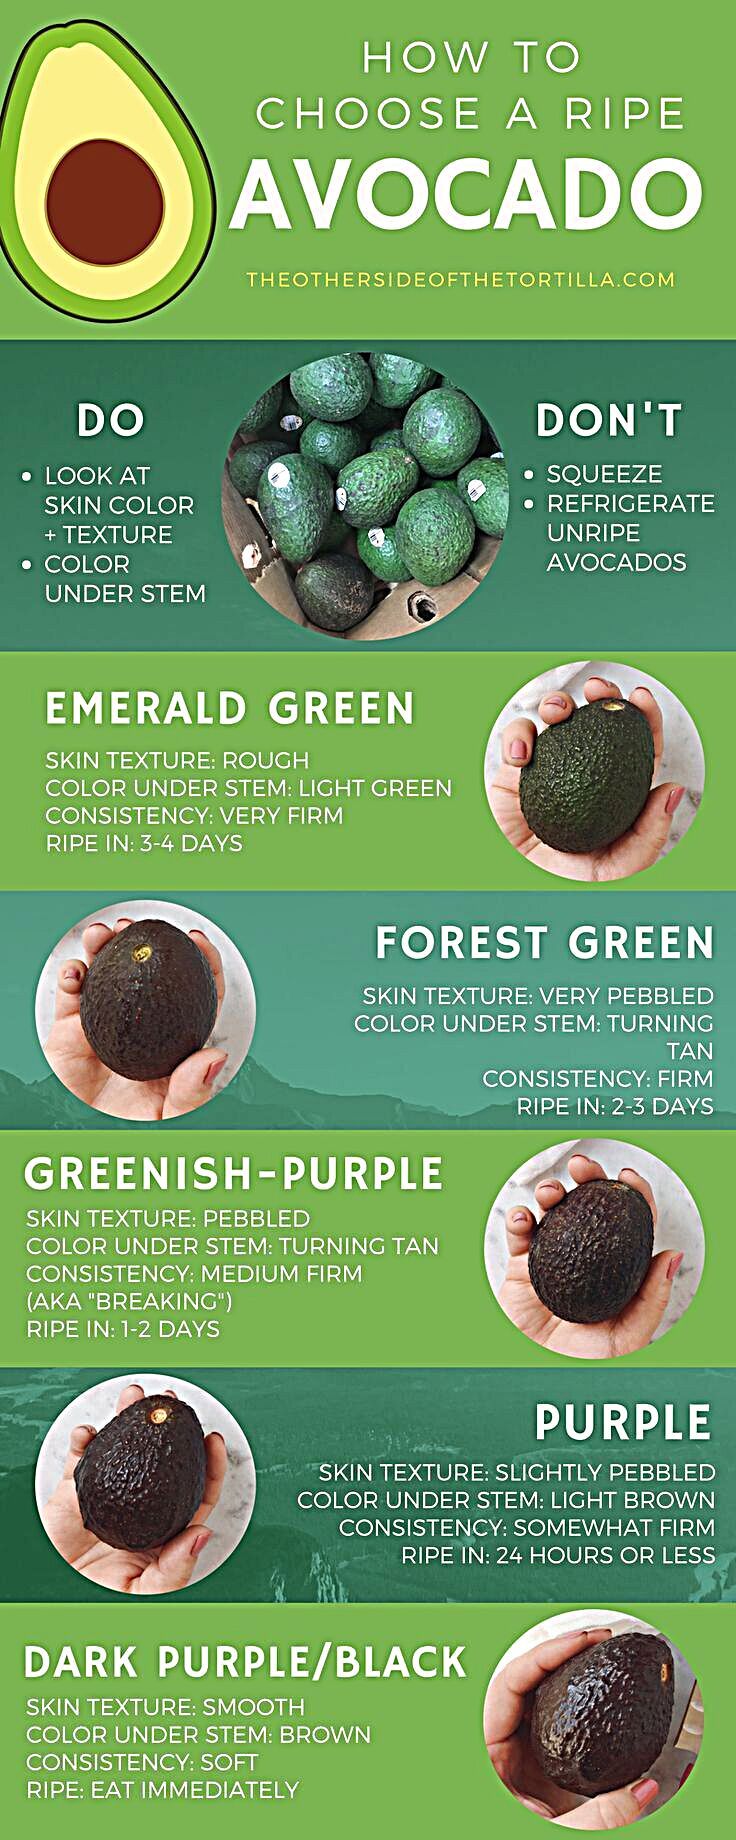 HOW TO
CHOOSE A RIPE
AVOCADO
THEOTHERSIDEOFTHETORTILLA.COM
DO
• LOOK AT
SKIN COLOR
+ TEXTURE
• COLOR
UNDER STEM
DON'T
• SQUEEZE
• REFRIGERATE
UNRIPE
AVOCADOS
EMERALD GREEN
SKIN TEXTURE: ROUGH
COLOR UNDER STEM: LIGHT GREEN
CONSISTENCY: VERY FIRM
RIPE IN: 3-4 DAYS
FOREST GREEN
SKIN TEXTURE: VERY PEBBLED
COLOR UNDER STEM: TURNING
TAN
CONSISTENCY: FIRM
RIPE IN: 2-3 DAYS
GREENISH-PURPLE
SKIN TEXTURE: PEBBLED
COLOR UNDER STEM: TURNING TAN
CONSISTENCY: MEDIUM FIRM
(AKA "BREAKING")
RIPE IN: 1-2 DAYS
PURPLE
SKIN TEXTURE: SLIGHTLY PEBBLED
COLOR UNDER STEM: LIGHT BROWN
CONSISTENCY: SOMEWHAT FIRM
RIPE IN: 24 HOURS OR LESS
DARK PURPLE/BLACK
SKIN TEXTURE: SMOOTH
COLOR UNDER STEM: BROWN
CONSISTENCY: SOFT
RIPE: EAT IMMEDIATELY